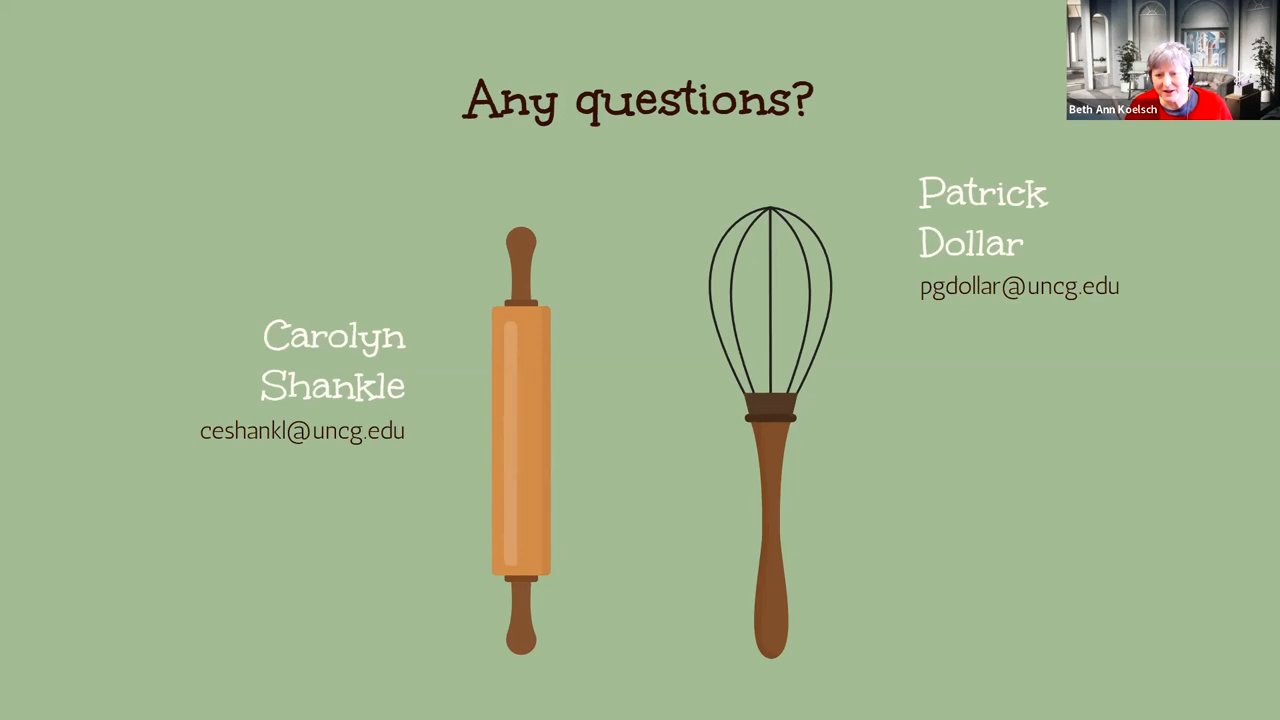 Any questions?
Beth Ann Koelsch
Patrick
Dollar
pgdollar@uncg.edu
Carolyn
Shankle
ceshankl@uncg.edu